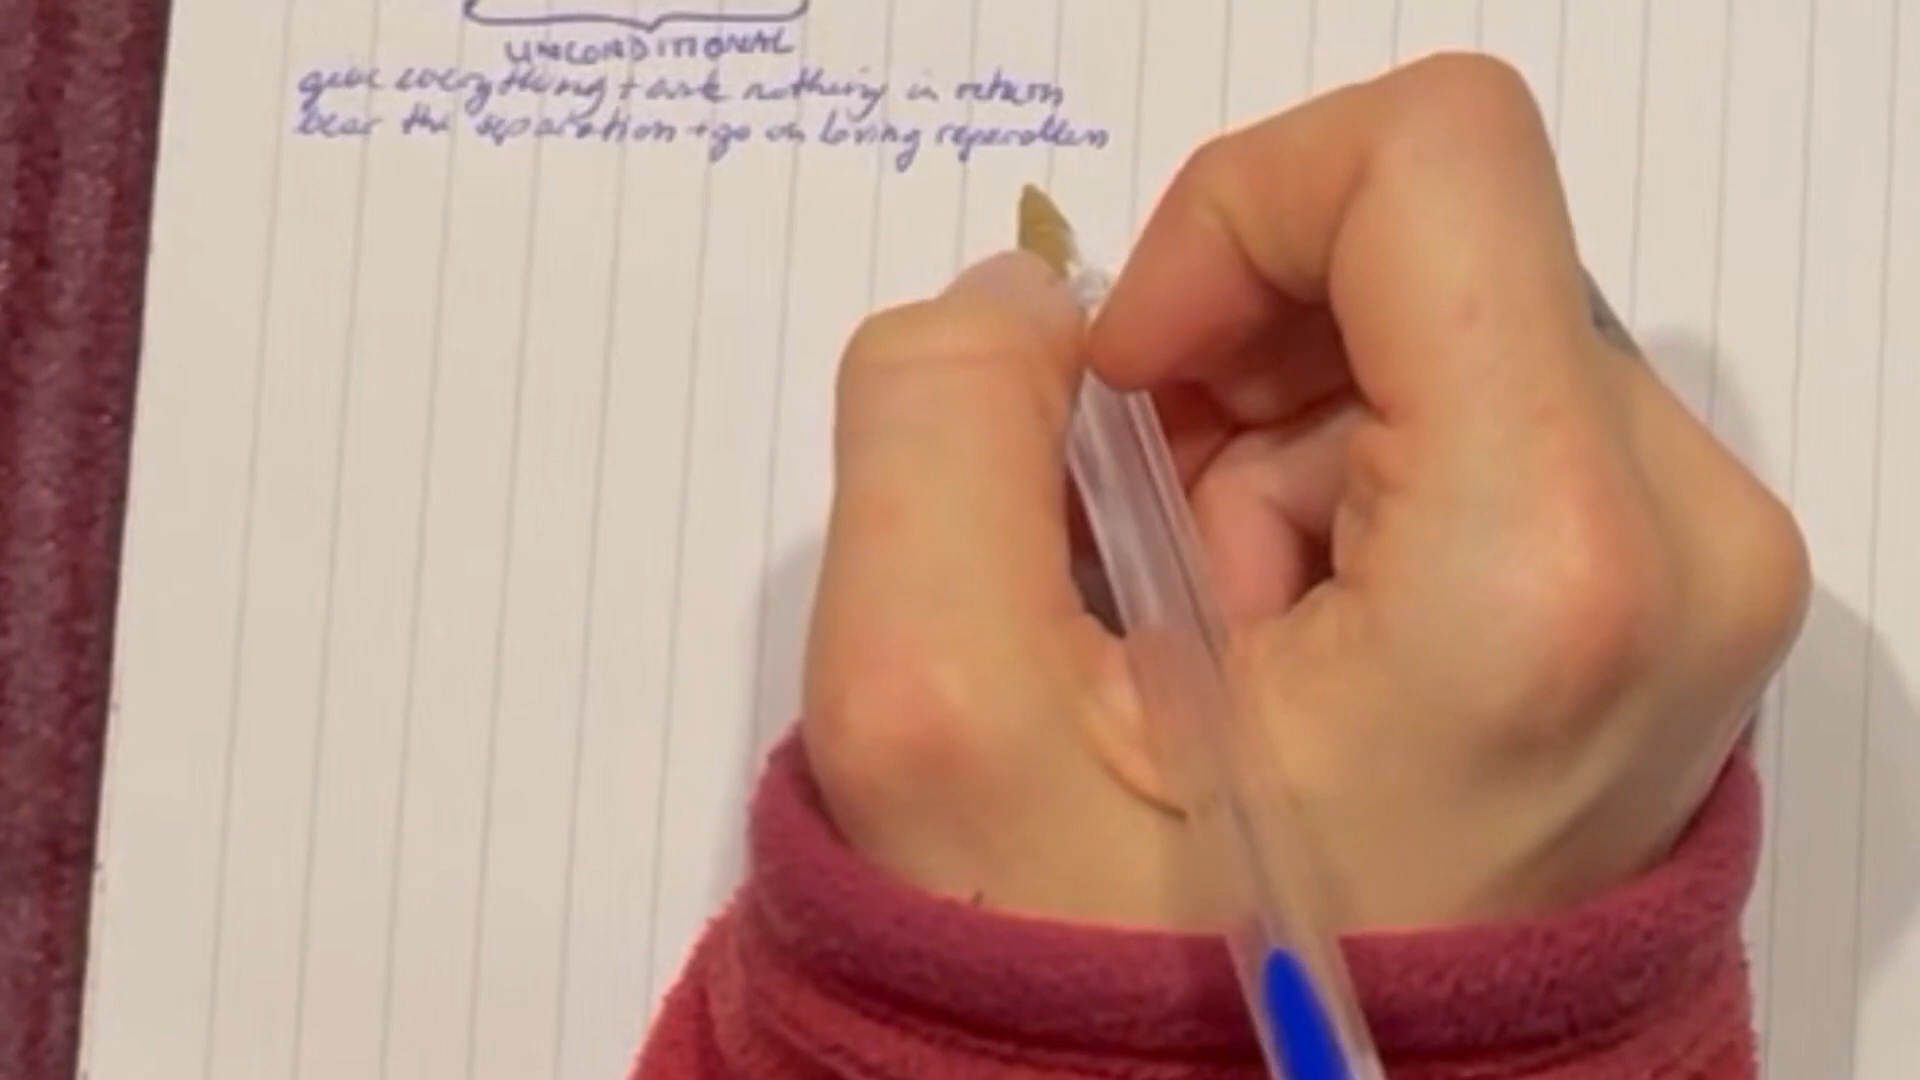 UNCONDITIONAL
give everything + ask nothing in return
bear the separation + go on loving regardless